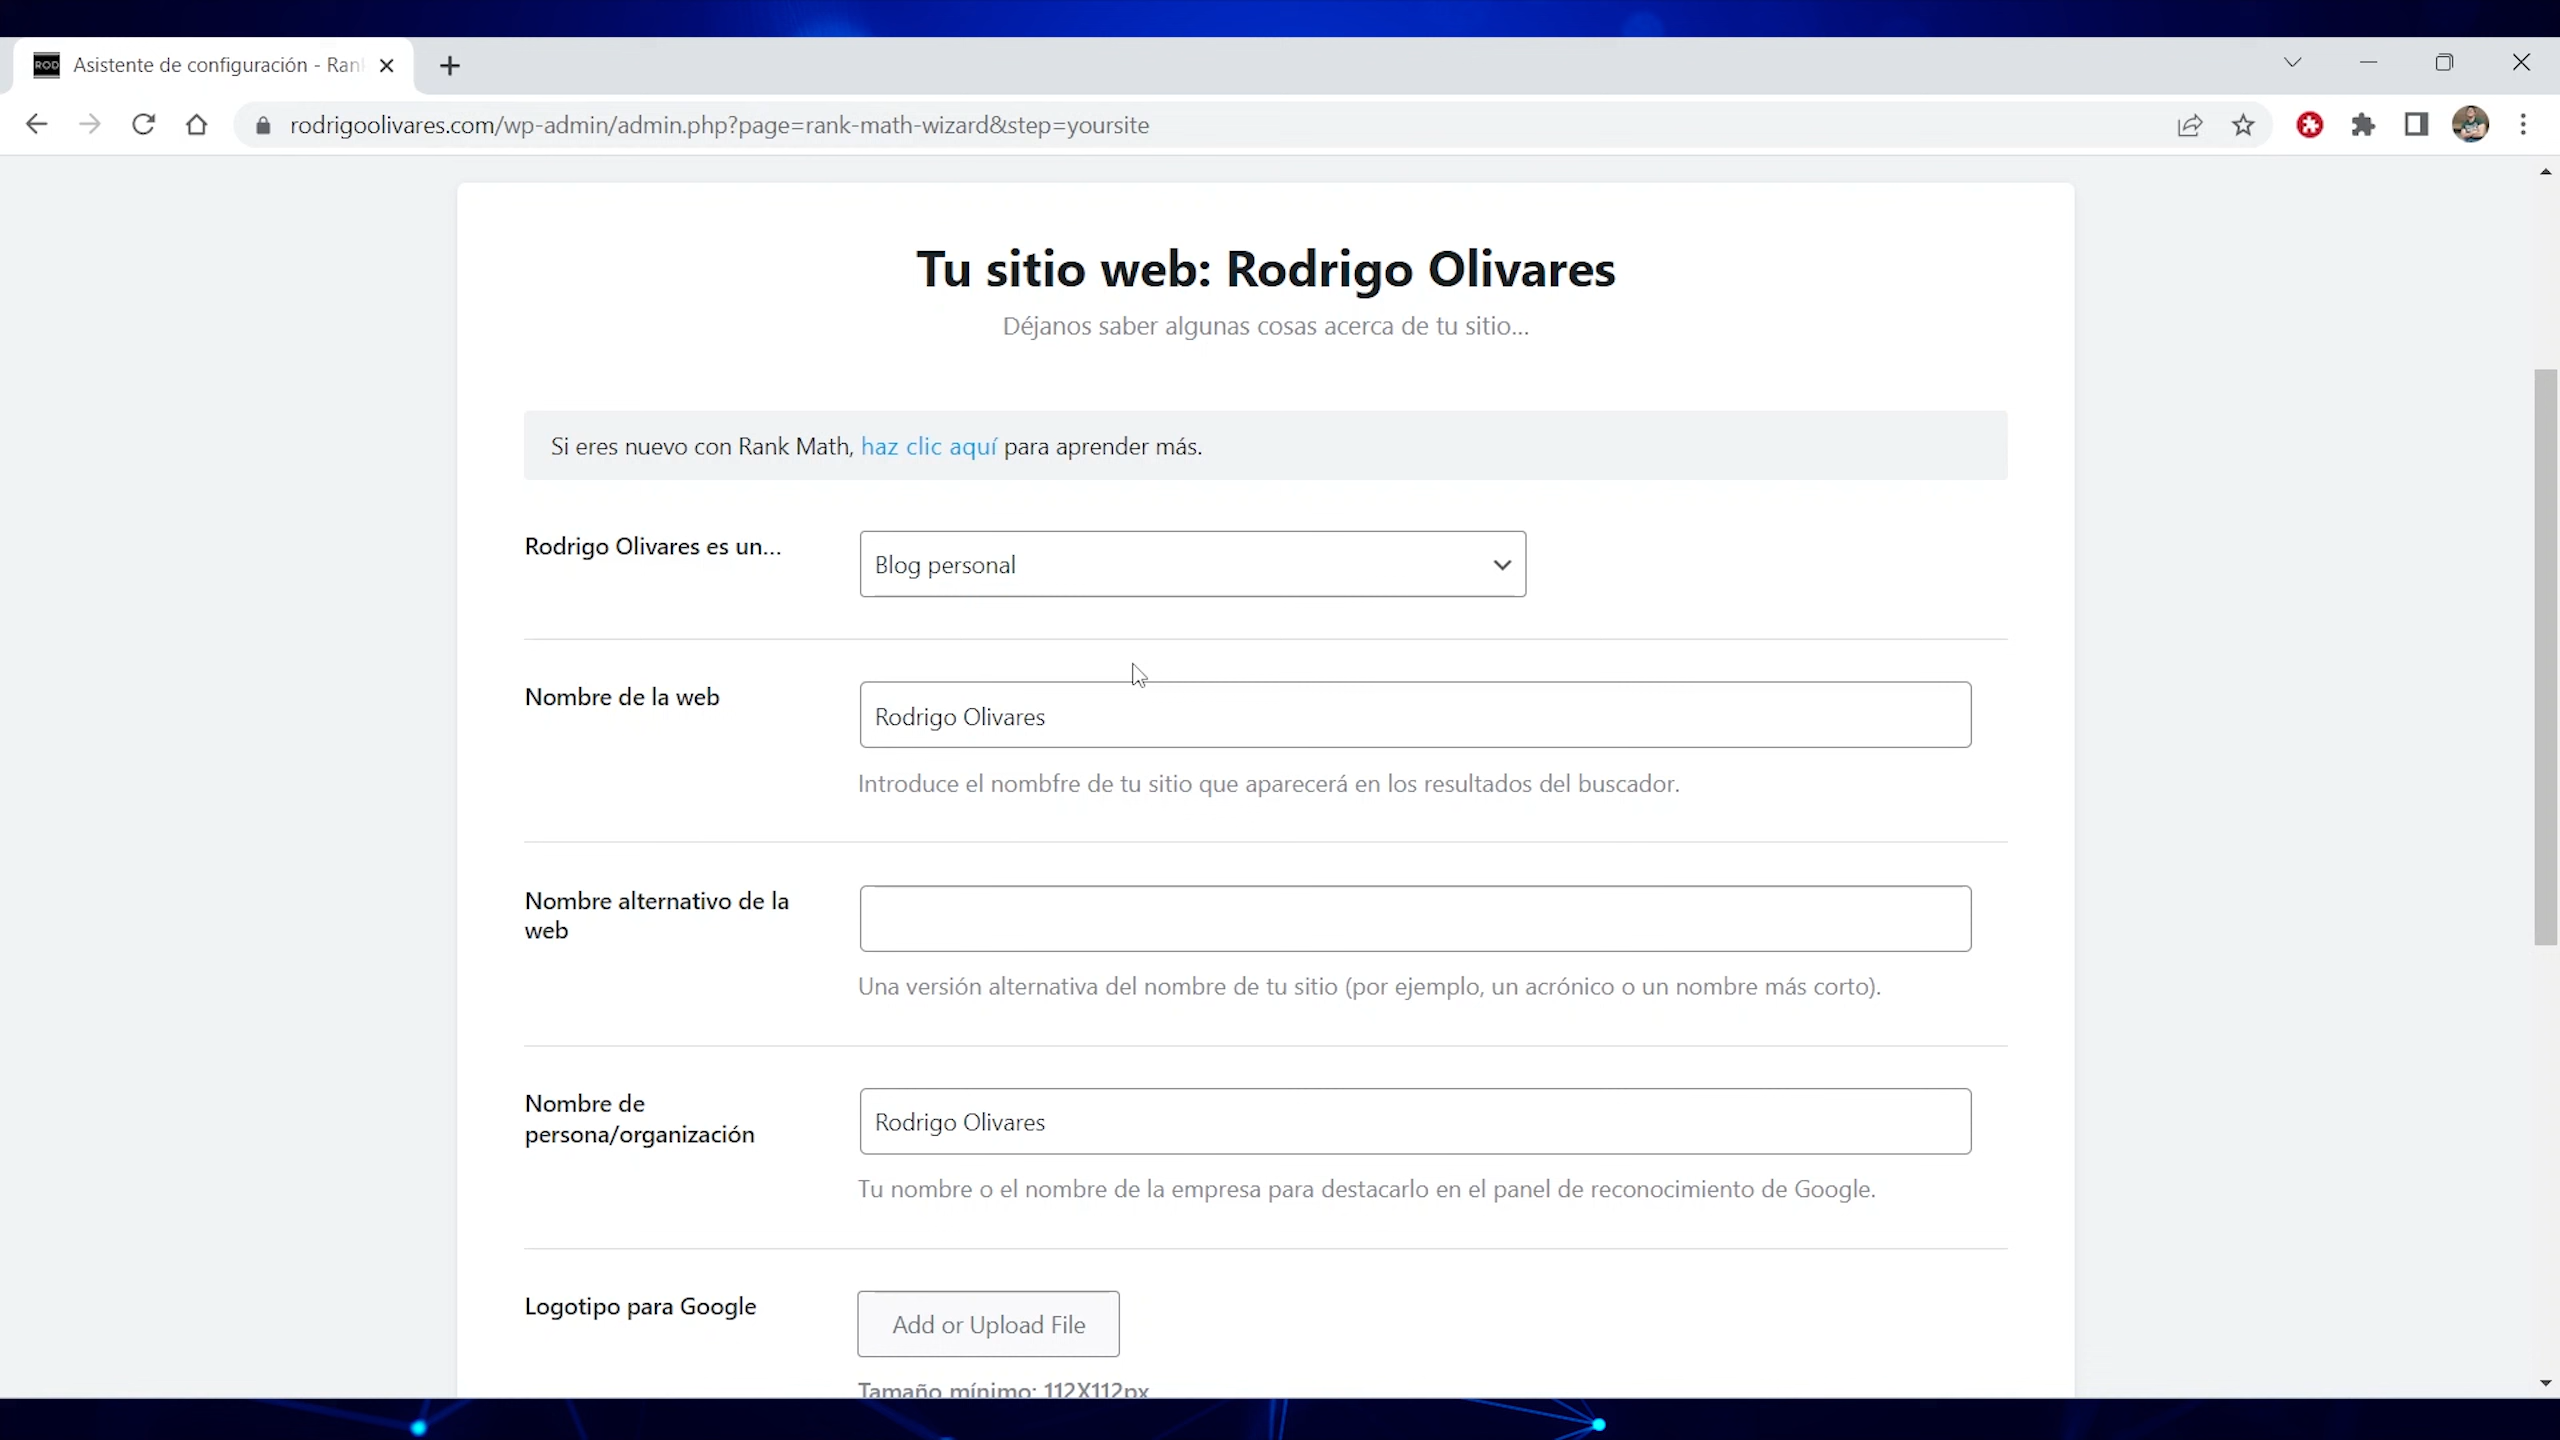 ROD Asistente de configuración - Ran
rodrigoolivares.com/wp-admin/admin.php?page=rank-math-wizard&step=yoursite
Tu sitio web: Rodrigo Olivares
Déjanos saber algunas cosas acerca de tu sitio...
Si eres nuevo con Rank Math, haz clic aquí para aprender más.
Rodrigo Olivares es un...
Blog personal
Nombre de la web
Rodrigo Olivares
Introduce el nombfre de tu sitio que aparecerá en los resultados del buscador.
Nombre alternativo de la
web
Una versión alternativa del nombre de tu sitio (por ejemplo, un acrónico o un nombre más corto).
Nombre de
persona/organización
Rodrigo Olivares
Tu nombre o el nombre de la empresa para destacarlo en el panel de reconocimiento de Google.
Logotipo para Google
Add or Upload File
Tamaño mínimo: 112X112px